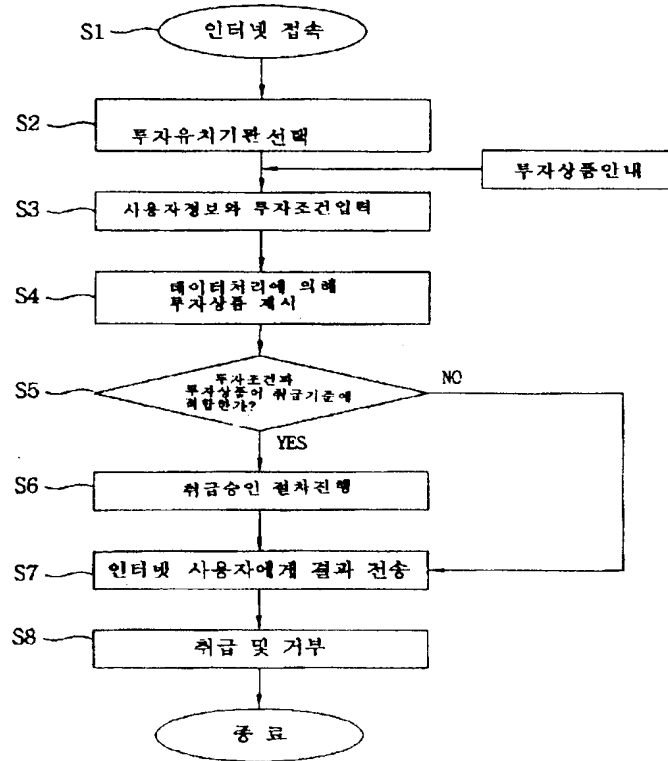 S1
인터넷 접속
S2
투자유치기관 선택
투자상품안내
S3
사용자정보와 투자조건입력
S4
데이터처리에 의해
투자상품 제시
S5
투자조건과
투자상품이 취급기준에
적합한가?
NO
YES
S6
취급승인 절차진행
S7
인터넷 사용자에게 결과 전송
S8
취급 및 거부
종료